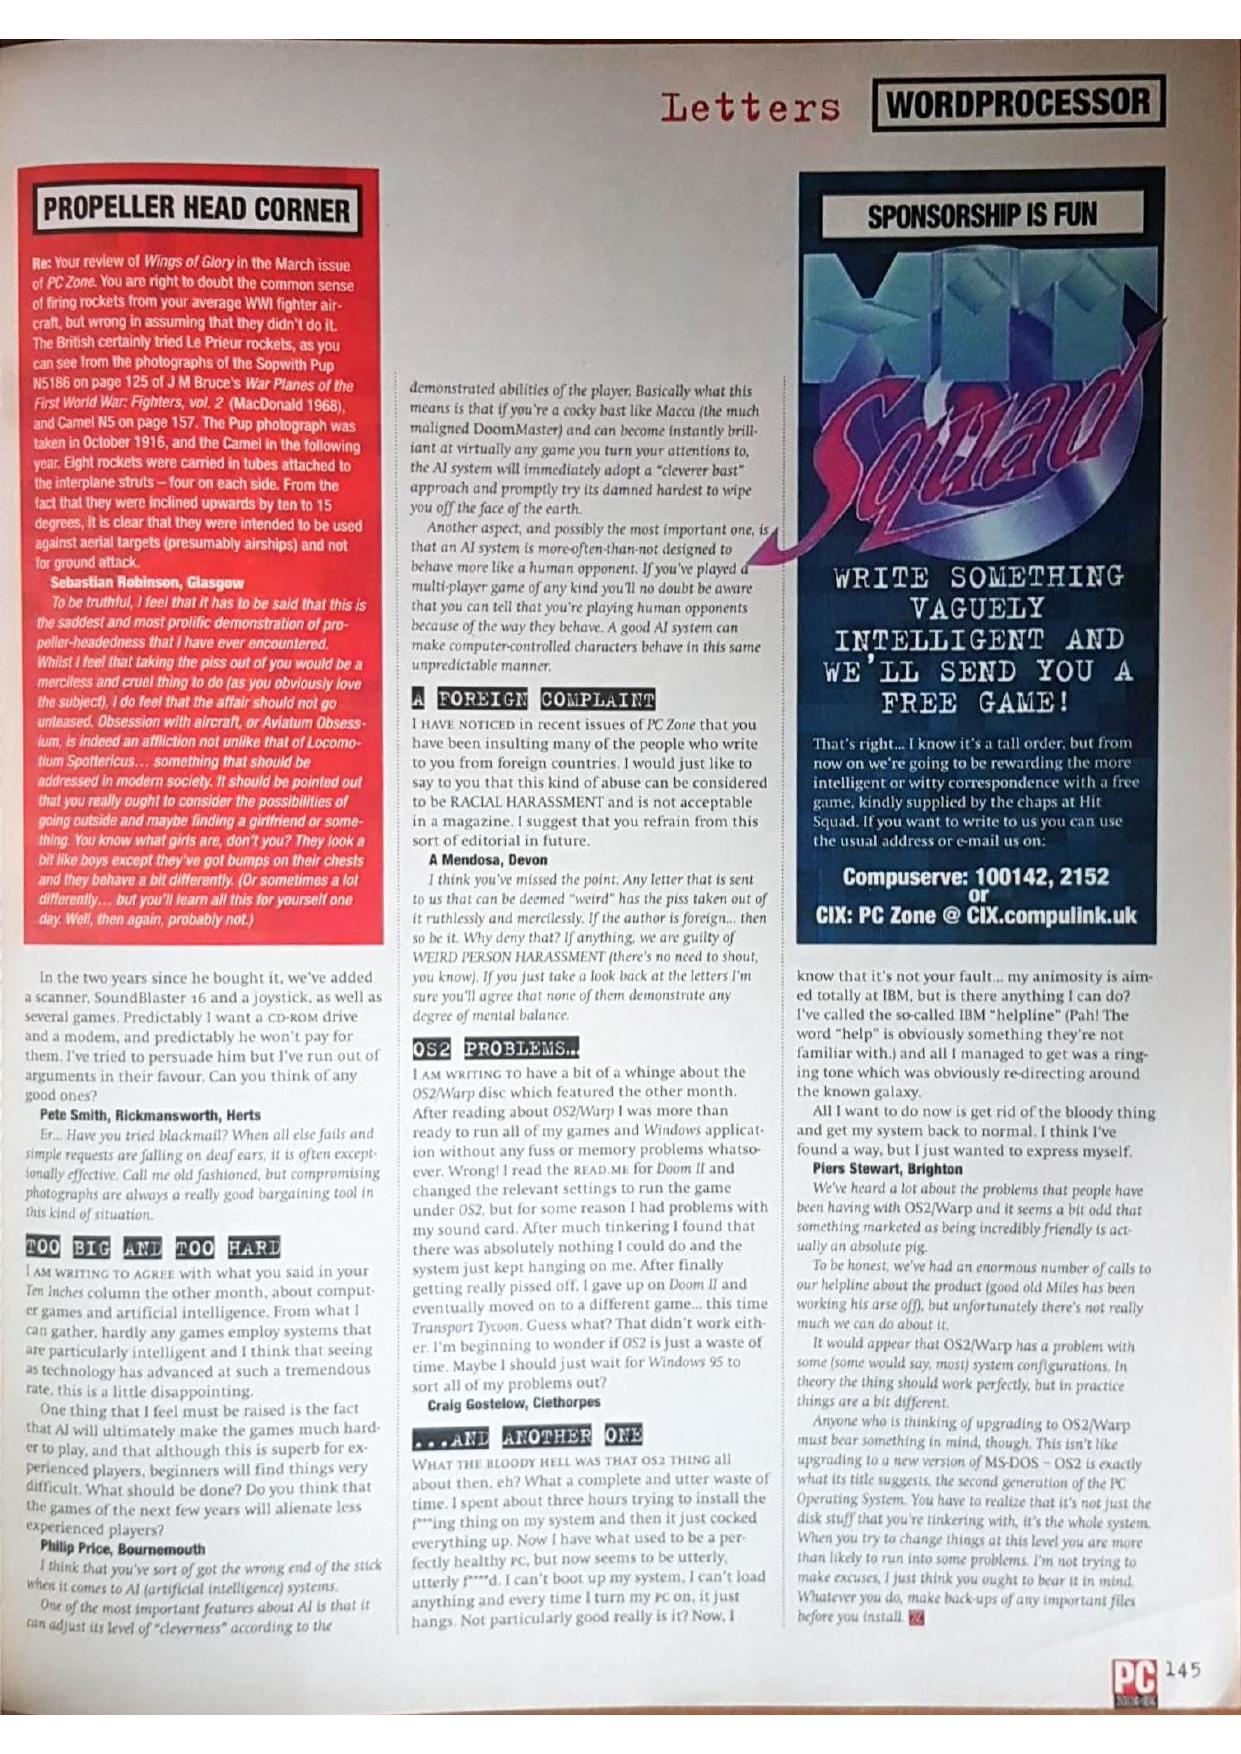 Letters WORDPROCESSOR
PROPELLER HEAD CORNER
Re: Your review of Wings of Glory in the March issue
of PC Zone. You are right to doubt the common sense
of firing rockets from your average WWI fighter air-
craft, but wrong in assuming that they didn't do it.
The British certainly tried Le Prieur rockets, as you
can see from the photographs of the Sopwith Pup
N5186 on page 125 of J M Bruce's War Planes of the
First World War: Fighters, vol. 2 (MacDonald 1968),
and Camel N5 on page 157. The Pup photograph was
taken in October 1916, and the Camel in the following
year. Eight rockets were carried in tubes attached to
the interplane struts – four on each side. From the
fact that they were inclined upwards by ten to 15
degrees, it is clear that they were intended to be used
against aerial targets (presumably airships) and not
for ground attack.
Sebastian Robinson, Glasgow
To be truthful, I feel that it has to be said that this is
the saddest and most prolific demonstration of pro-
peller-headedness that I have ever encountered.
Whilst I feel that taking the piss out of you would be a
merciless and cruel thing to do (as you obviously love
the subject), I do feel that the affair should not go
unteased. Obsession with aircraft, or Aviatum Obsess-
ium, is indeed an affliction not unlike that of Locomo-
tium Spottericus... something that should be
addressed in modern society. It should be pointed out
that you really ought to consider the possibilities of
going outside and maybe finding a girlfriend or some-
thing. You know what girls are, don't you? They look a
bit like boys except they've got bumps on their chests
and they behave a bit differently. (Or sometimes a lot
differently... but you'll learn all this for yourself one
day. Well, then again, probably not.)
In the two years since he bought it, we've added
a scanner, SoundBlaster 16 and a joystick, as well as
several games. Predictably I want a CD-ROM drive
and a modem, and predictably he won't pay for
them. I've tried to persuade him but I've run out of
arguments in their favour. Can you think of any
good ones?
Pete Smith, Rickmansworth, Herts
Er... Have you tried blackmail? When all else fails and
simple requests are falling on deaf ears, it is often except-
ionally effective. Call me old fashioned, but compromising
photographs are always a really good bargaining tool in
this kind of situation.
TOO BIG AND TOO HARD
I AM WRITING TO AGREE with what you said in your
Ten Inches column the other month, about comput-
er games and artificial intelligence. From what I
can gather, hardly any games employ systems that
are particularly intelligent and I think that seeing
as technology has advanced at such a tremendous
rate, this is a little disappointing.
One thing that I feel must be raised is the fact
that AI will ultimately make the games much hard-
er to play, and that although this is superb for ex-
perienced players, beginners will find things very
difficult. What should be done? Do you think that
the games of the next few years will alienate less
experienced players?
Philip Price, Bournemouth
I think that you've sort of got the wrong end of the stick
when it comes to AI (artificial intelligence) systems.
One of the most important features about AI is that it
can adjust its level of "cleverness" according to the
demonstrated abilities of the player. Basically what this
means is that if you're a cocky bast like Macca (the much
maligned DoomMaster) and can become instantly brill-
iant at virtually any game you turn your attentions to,
the AI system will immediately adopt a "cleverer bast"
approach and promptly try its damned hardest to wipe
you off the face of the earth.
Another aspect, and possibly the most important one, is
that an AI system is more-often-than-not designed to
behave more like a human opponent. If you've played a
multi-player game of any kind you'll no doubt be aware
that you can tell that you're playing human opponents
because of the way they behave. A good AI system can
make computer-controlled characters behave in this same
unpredictable manner.
A FOREIGN COMPLAINT
I HAVE NOTICED in recent issues of PC Zone that you
have been insulting many of the people who write
to you from foreign countries. I would just like to
say to you that this kind of abuse can be considered
to be RACIAL HARASSMENT and is not acceptable
in a magazine. I suggest that you refrain from this
sort of editorial in future.
A Mendosa, Devon
I think you've missed the point. Any letter that is sent
to us that can be deemed "weird" has the piss taken out of
it ruthlessly and mercilessly. If the author is foreign... then
so be it. Why deny that? If anything, we are guilty of
WEIRD PERSON HARASSMENT (there's no need to shout,
you know). If you just take a look back at the letters I'm
sure you'll agree that none of them demonstrate any
degree of mental balance.
OS2 PROBLEMS...
I AM WRITING TO have a bit of a whinge about the
OS2/Warp disc which featured the other month.
After reading about OS2/Warp I was more than
ready to run all of my games and Windows applicat-
ion without any fuss or memory problems whatso-
ever. Wrong! I read the READ.ME for Doom II and
changed the relevant settings to run the game
under OS2, but for some reason I had problems with
my sound card. After much tinkering I found that
there was absolutely nothing I could do and the
system just kept hanging on me. After finally
getting really pissed off, I gave up on Doom II and
eventually moved on to a different game... this time
Transport Tycoon. Guess what? That didn't work eith-
er. I'm beginning to wonder if OS2 is just a waste of
time. Maybe I should just wait for Windows 95 to
sort all of my problems out?
Craig Gostelow, Clethorpes
...AND ANOTHER ONE
WHAT THE BLOODY HELL WAS THAT OS2 THING all
about then, eh? What a complete and utter waste of
time. I spent about three hours trying to install the
f***ing thing on my system and then it just cocked
everything up. Now I have what used to be a per-
fectly healthy PC, but now seems to be utterly,
utterly f****d. I can't boot up my system, I can't load
anything and every time I turn my PC on, it just
hangs. Not particularly good really is it? Now, I
SPONSORSHIP IS FUN
HIT
Squad
WRITE SOMETHING
VAGUELY
INTELLIGENT AND
WE'LL SEND YOU A
FREE GAME!
That's right... I know it's a tall order, but from
now on we're going to be rewarding the more
intelligent or witty correspondence with a free
game, kindly supplied by the chaps at Hit
Squad. If you want to write to us you can use
the usual address or e-mail us on:
Compuserve: 100142, 2152
or
CIX: PC Zone @ CIX.compulink.uk
know that it's not your fault... my animosity is aim-
ed totally at IBM, but is there anything I can do?
I've called the so-called IBM "helpline" (Pah! The
word "help" is obviously something they're not
familiar with.) and all I managed to get was a ring-
ing tone which was obviously re-directing around
the known galaxy.
All I want to do now is get rid of the bloody thing
and get my system back to normal. I think I've
found a way, but I just wanted to express myself.
Piers Stewart, Brighton
We've heard a lot about the problems that people have
been having with OS2/Warp and it seems a bit odd that
something marketed as being incredibly friendly is act-
ually an absolute pig.
To be honest, we've had an enormous number of calls to
our helpline about the product (good old Miles has been
working his arse off), but unfortunately there's not really
much we can do about it.
It would appear that OS2/Warp has a problem with
some (some would say, most) system configurations. In
theory the thing should work perfectly, but in practice
things are a bit different.
Anyone who is thinking of upgrading to OS2/Warp
must bear something in mind, though. This isn't like
upgrading to a new version of MS-DOS – OS2 is exactly
what its title suggests, the second generation of the PC
Operating System. You have to realize that it's not just the
disk stuff that you're tinkering with, it's the whole system.
When you try to change things at this level you are more
than likely to run into some problems. I'm not trying to
make excuses, I just think you ought to bear it in mind.
Whatever you do, make back-ups of any important files
before you install.
PC 145